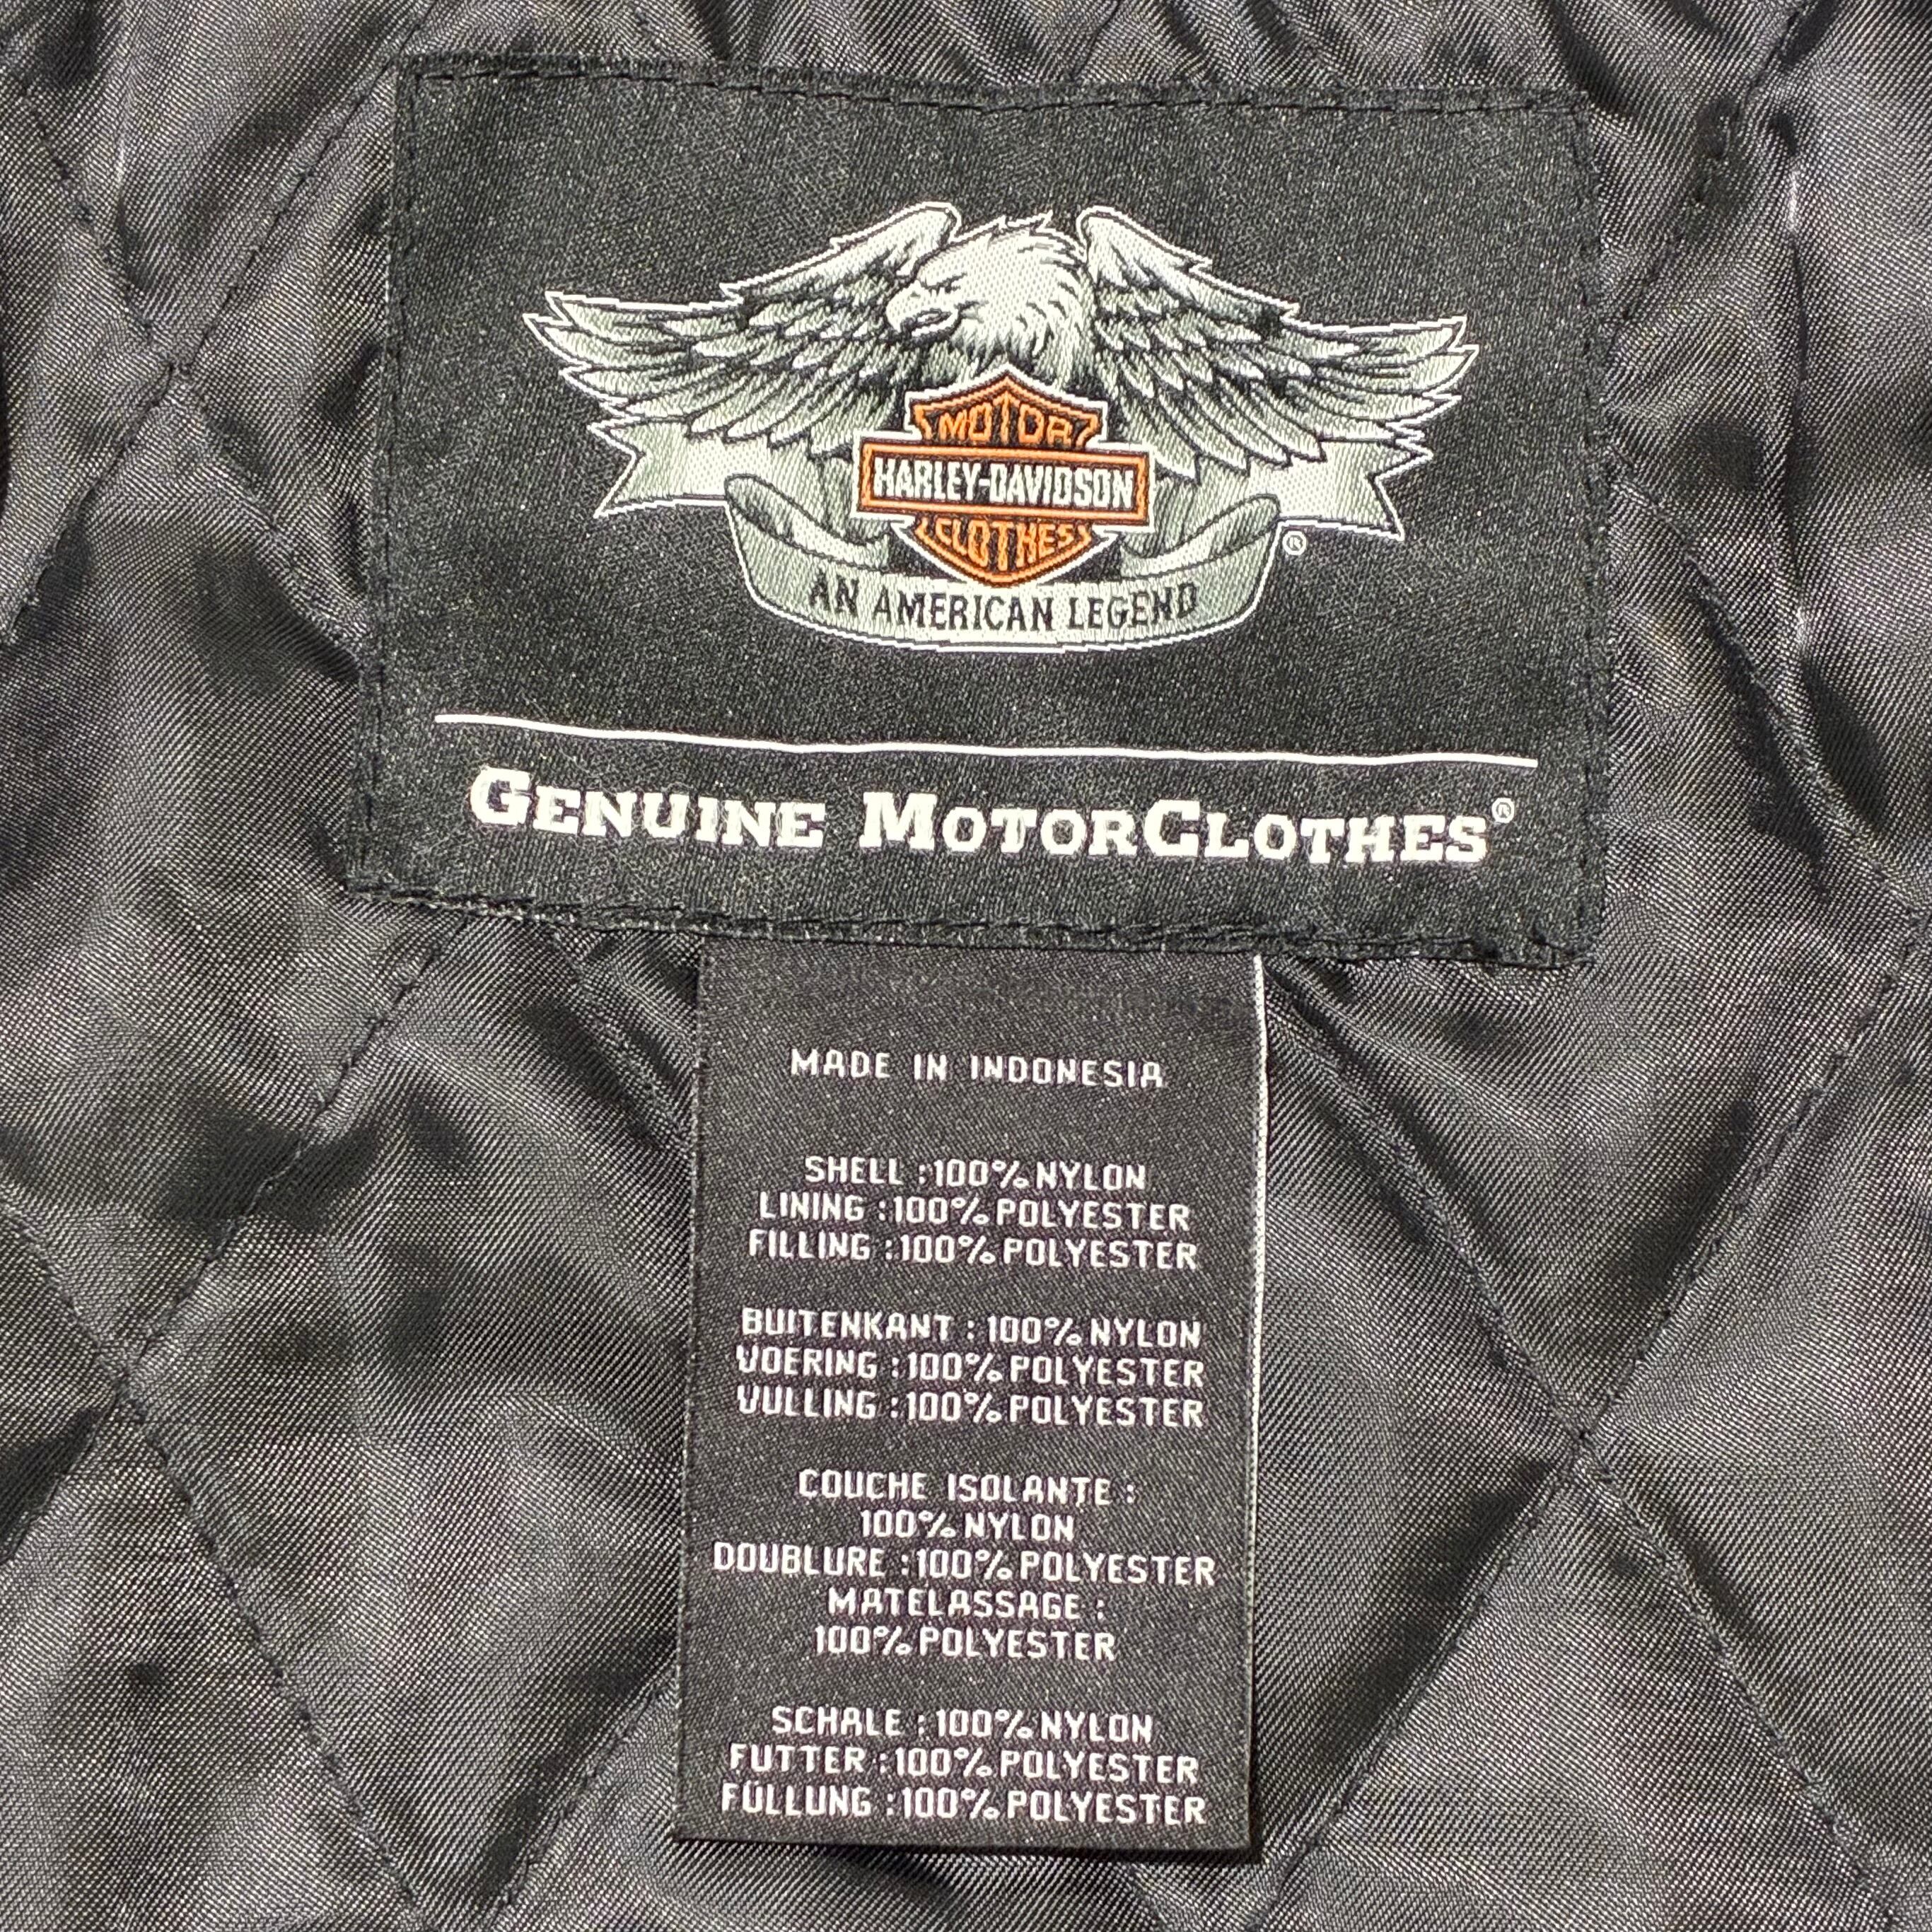 MOTOR
HARLEY-DAVIDSON
CLOTHES
AN AMERICAN LEGEND ®
GENUINE MOTORCLOTHES®
MADE IN INDONESIA
SHELL :100% NYLON
LINING :100% POLYESTER
FILLING :100% POLYESTER
BUITENKANT : 100% NYLON
VOERING :100% POLYESTER
VULLING :100% POLYESTER
COUCHE ISOLANTE :
100% NYLON
DOUBLURE :100% POLYESTER
MATELASSAGE :
100% POLYESTER
SCHALE : 100% NYLON
FUTTER :100% POLYESTER
FÜLLUNG :100% POLYESTER